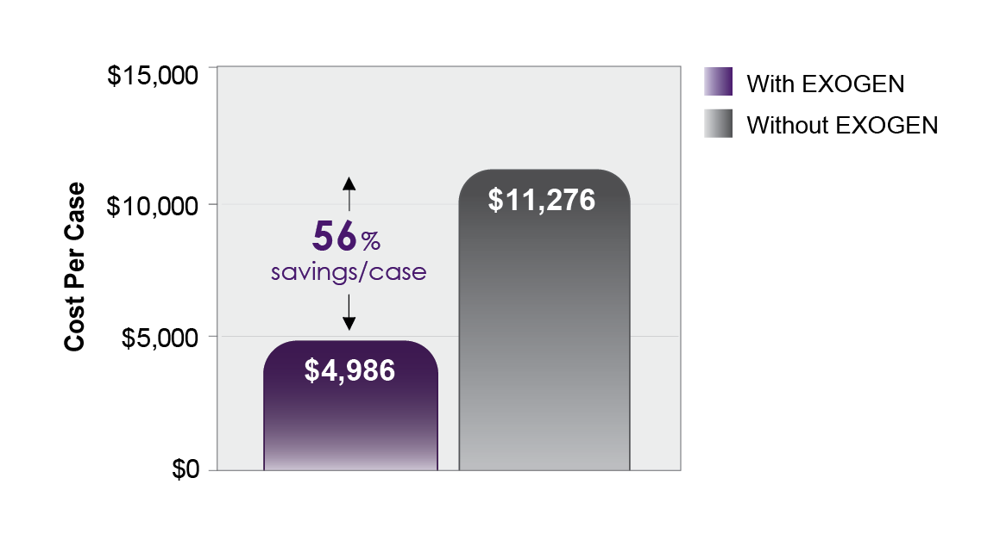 $15,000
$10,000
$5,000
$0
Cost Per Case
56%
savings/case
$4,986
$11,276
With EXOGEN
Without EXOGEN